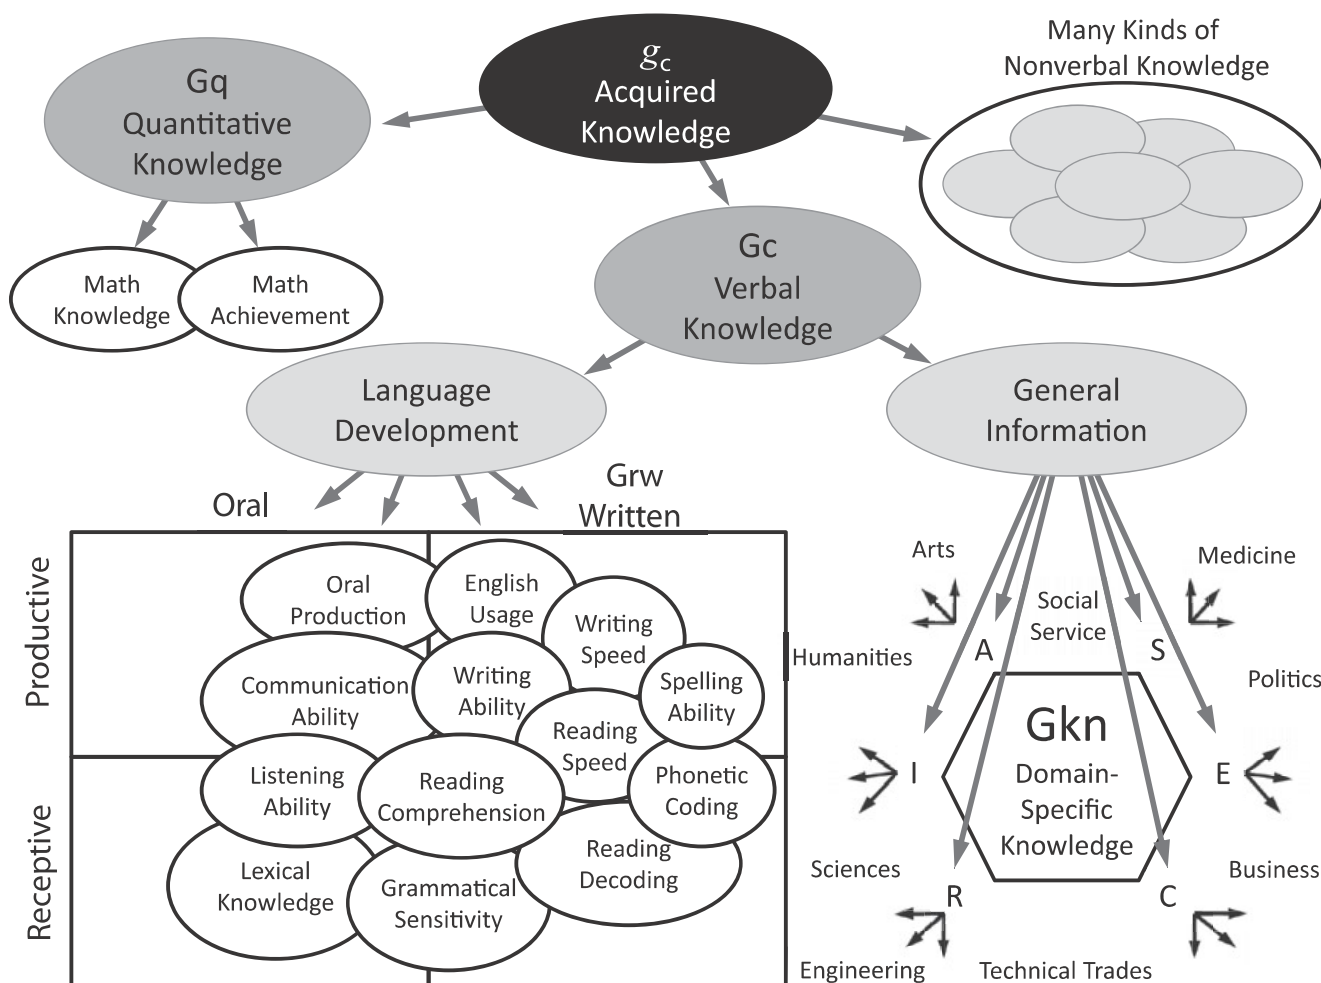 g_c
Acquired
Knowledge
Gq
Quantitative
Knowledge
Many Kinds of
Nonverbal Knowledge
Math
Knowledge
Math
Achievement
Gc
Verbal
Knowledge
Language
Development
General
Information
Oral
Grw
Written
Productive
Receptive
Oral
Production
English
Usage
Writing
Speed
Communication
Ability
Writing
Ability
Spelling
Ability
Reading
Speed
Listening
Ability
Reading
Comprehension
Phonetic
Coding
Lexical
Knowledge
Grammatical
Sensitivity
Reading
Decoding
Arts
Medicine
Social
Service
Humanities
A
S
Politics
I
E
Gkn
Domain-
Specific
Knowledge
Sciences
Business
R
C
Engineering
Technical Trades